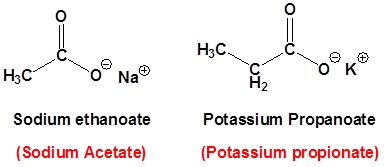 O
C
H₃C
O⊖ Na⊕
Sodium ethanoate
(Sodium Acetate)
O
H₃C
C
C
H₂
O⊖ K⊕
Potassium Propanoate
(Potassium propionate)